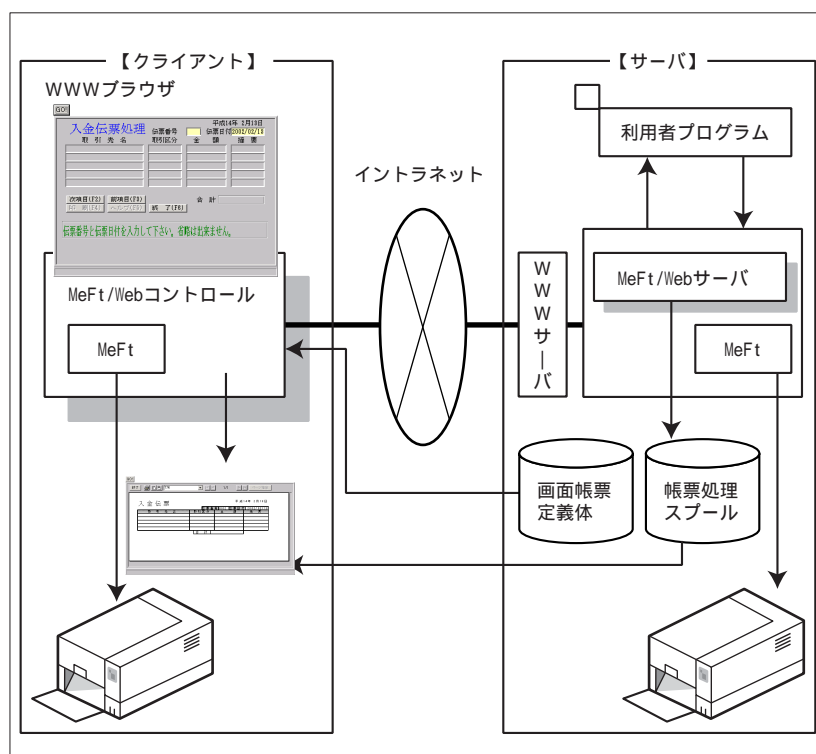 【クライアント】
WWWブラウザ
GO!
平成14年 2月13日
入金伝票処理 伝票番号 伝票日付 2002/02/13
取引先名 取引区分 金額 摘要
合計
次項目(F2) 前項目(F3)
終了(F6)
伝票番号と伝票日付を入力して下さい。省略は出来ません。
MeFt/Webコントロール
MeFt
入金伝票
イントラネット
【サーバ】
利用者プログラム
WWWサーバ
MeFt/Webサーバ
MeFt
画面帳票
定義体
帳票処理
スプール